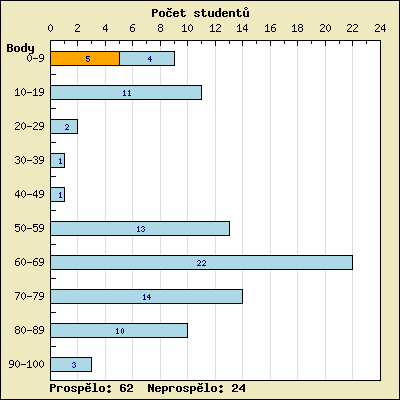 Počet studentů
0 2 4 6 8 10 12 14 16 18 20 22 24
Body
0-9 5 4
10-19 11
20-29 2
30-39 1
40-49 1
50-59 13
60-69 22
70-79 14
80-89 10
90-100 3
Prospělo: 62 Neprospělo: 24